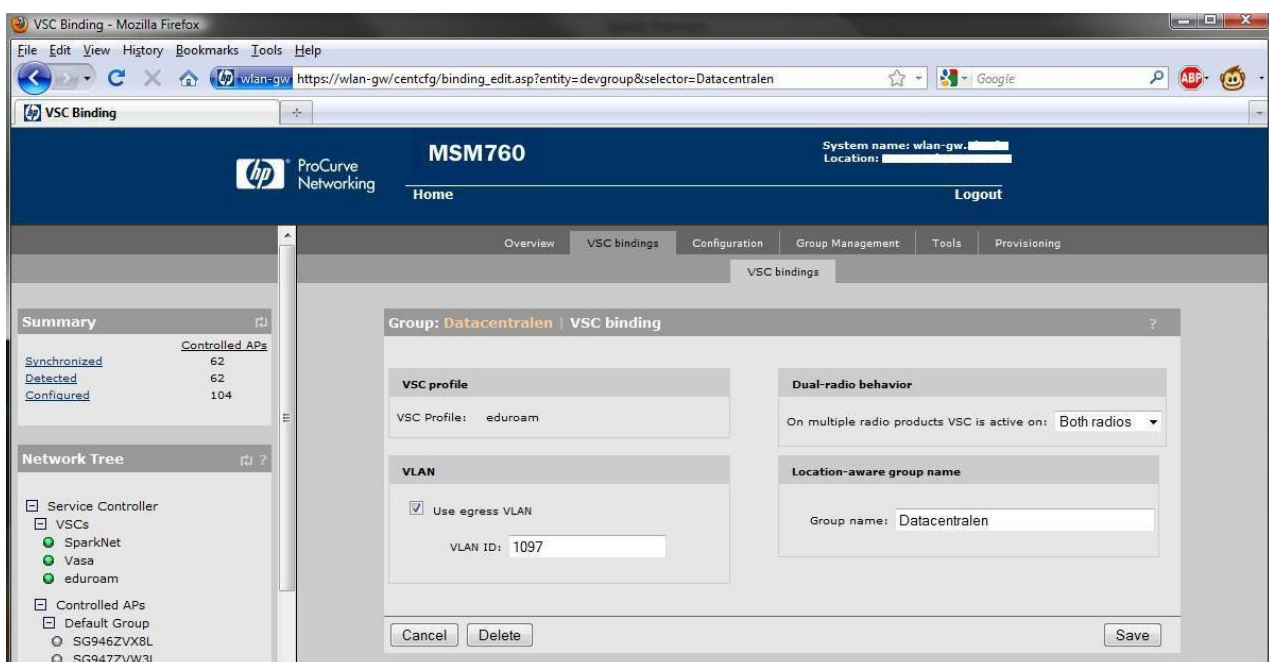 VSC Binding - Mozilla Firefox
File Edit View History Bookmarks Tools Help
wlan-gw https://wlan-gw/centcfg/binding_edit.asp?entity=devgroup&selector=Datacentralen
Google
ABP
VSC Binding
hp ProCurve Networking
MSM760
System name: wlan-gw.
Location:
Home
Logout
Overview VSC bindings Configuration Group Management Tools Provisioning
VSC bindings
Summary
Controlled APs
Synchronized 62
Detected 62
Configured 104
Network Tree ?
Service Controller
VSCs
SparkNet
Vasa
eduroam
Controlled APs
Default Group
SG946ZVX8L
SG947ZVW3L
Group: Datacentralen | VSC binding ?
VSC profile
VSC Profile: eduroam
Dual-radio behavior
On multiple radio products VSC is active on: Both radios
VLAN
Use egress VLAN
VLAN ID: 1097
Location-aware group name
Group name: Datacentralen
Cancel Delete Save